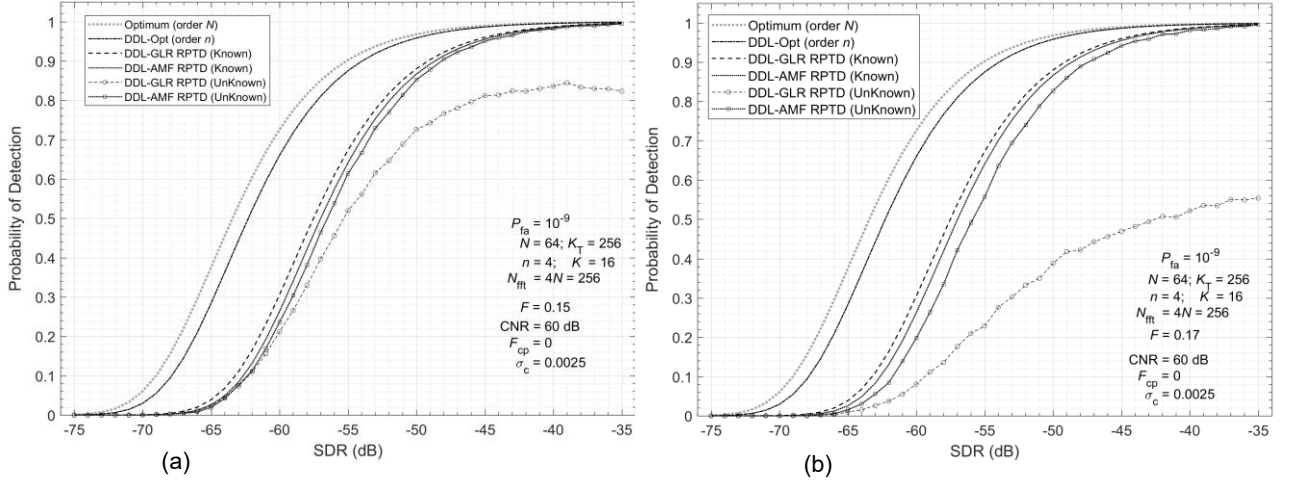 Optimum (order N)
DDL-Opt (order n)
DDL-GLR RPTD (Known)
DDL-AMF RPTD (Known)
DDL-GLR RPTD (UnKnown)
DDL-AMF RPTD (UnKnown)
1
0.9
0.8
0.7
0.6
0.5
0.4
0.3
0.2
0.1
0
Probability of Detection
P_fa = 10^-9
N = 64; K_T = 256
n = 4; K = 16
N_fft = 4N = 256
F = 0.15
CNR = 60 dB
F_cp = 0
σ_c = 0.0025
-75 -70 -65 -60 -55 -50 -45 -40 -35
SDR (dB)
(a)
Optimum (order N)
DDL-Opt (order n)
DDL-GLR RPTD (Known)
DDL-AMF RPTD (Known)
DDL-GLR RPTD (UnKnown)
DDL-AMF RPTD (UnKnown)
1
0.9
0.8
0.7
0.6
0.5
0.4
0.3
0.2
0.1
0
Probability of Detection
P_fa = 10^-9
N = 64; K_T = 256
n = 4; K = 16
N_fft = 4N = 256
F = 0.17
CNR = 60 dB
F_cp = 0
σ_c = 0.0025
-75 -70 -65 -60 -55 -50 -45 -40 -35
SDR (dB)
(b)